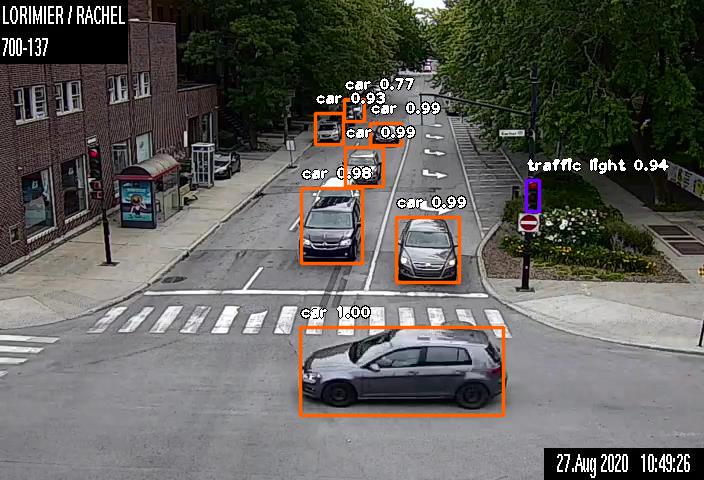 LORIMIER / RACHEL
700-137
car 0.77
car 0.93
car 0.99
car 0.99
traffic light 0.94
car 0.98
car 0.99
car 1.00
27.Aug 2020 10:49:26